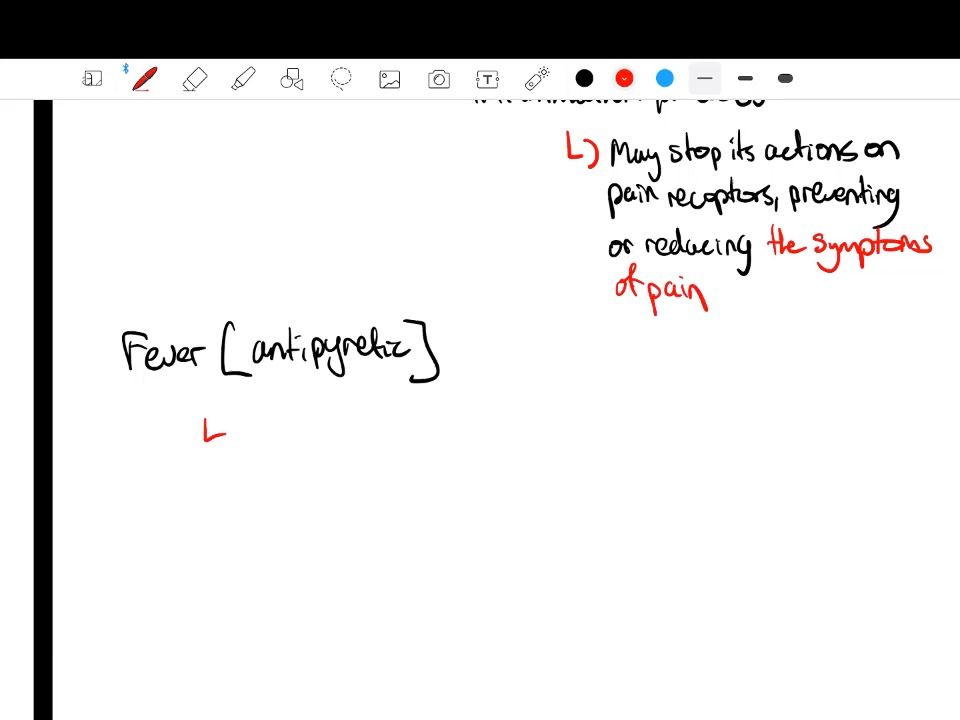 L) May stop its actions on
pain receptors, preventing
or reducing the symptoms
of pain
Fever [antipyretic]
L